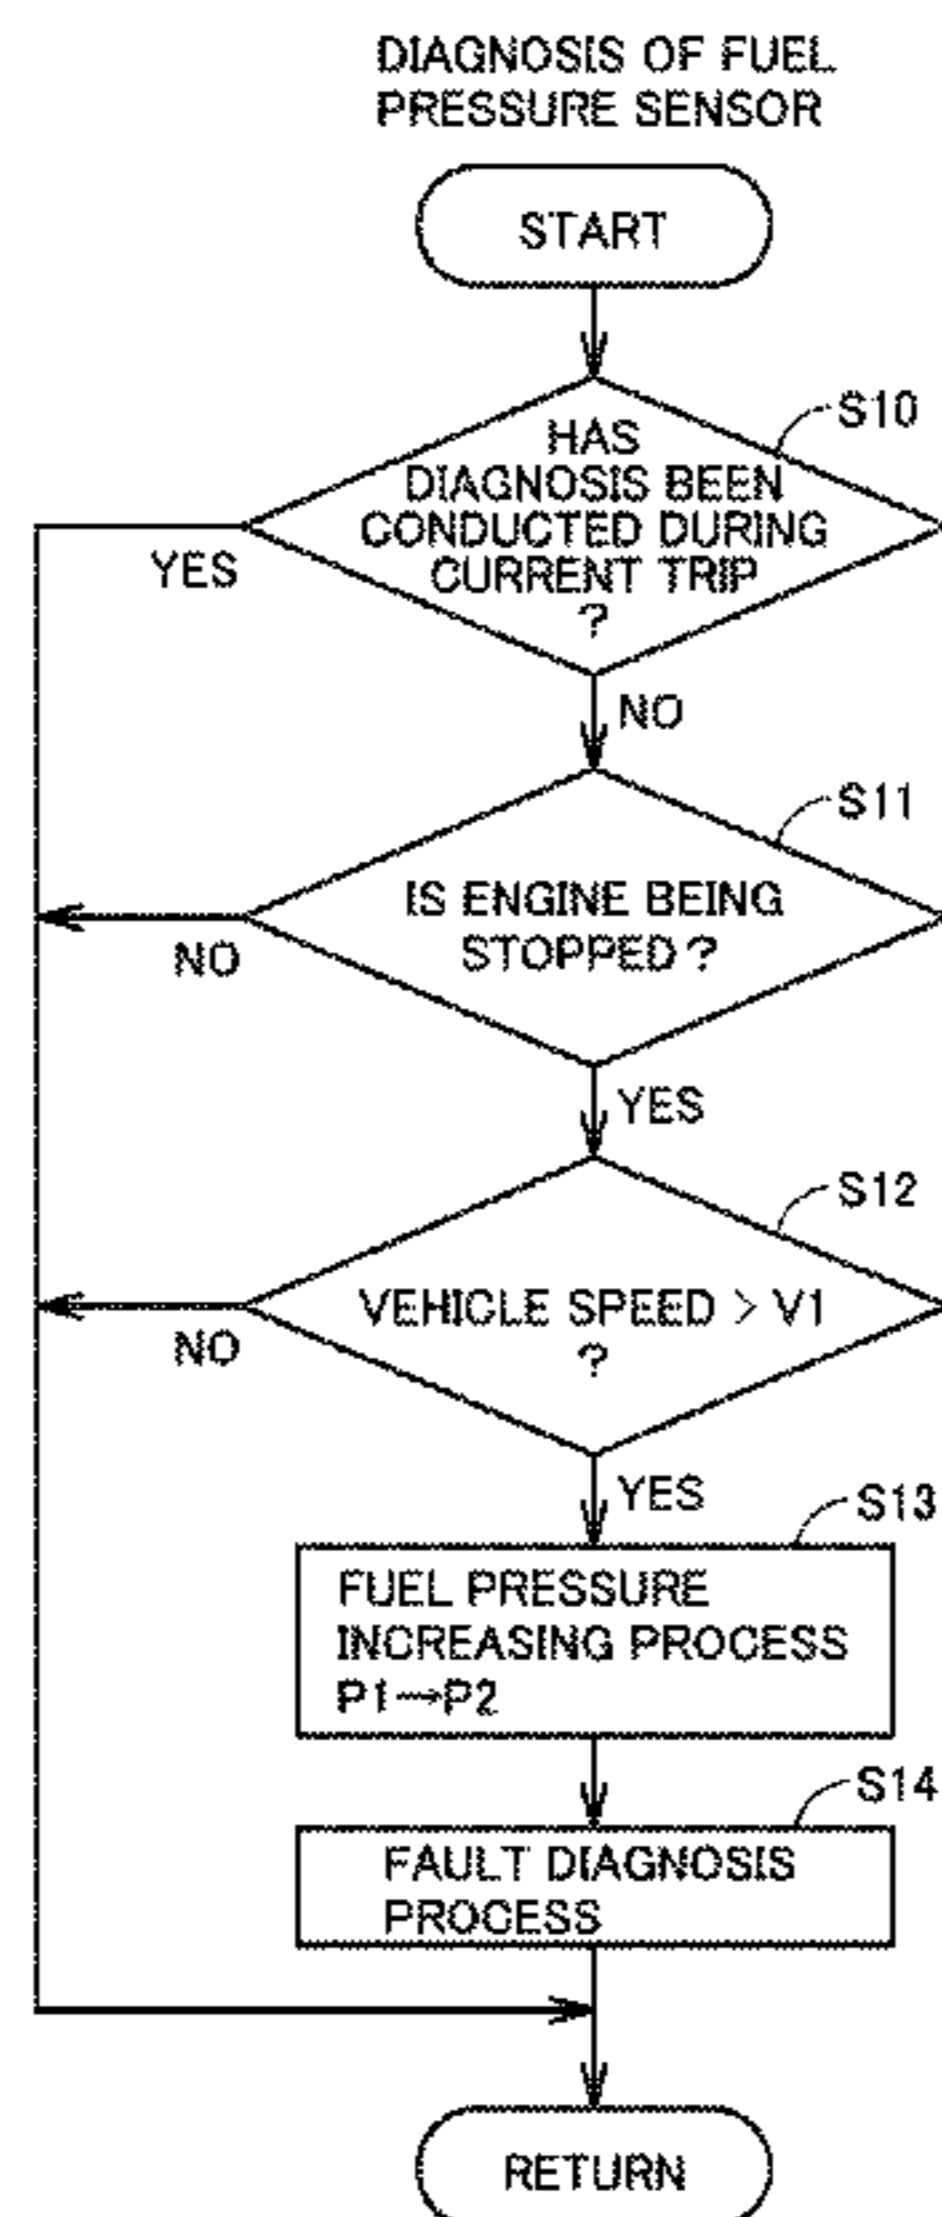 DIAGNOSIS OF FUEL
PRESSURE SENSOR
START
S10
HAS
DIAGNOSIS BEEN
CONDUCTED DURING
CURRENT TRIP
?
YES
NO
S11
IS ENGINE BEING
STOPPED?
NO
YES
S12
VEHICLE SPEED > V1
?
NO
YES
S13
FUEL PRESSURE
INCREASING PROCESS
P1→P2
S14
FAULT DIAGNOSIS
PROCESS
RETURN